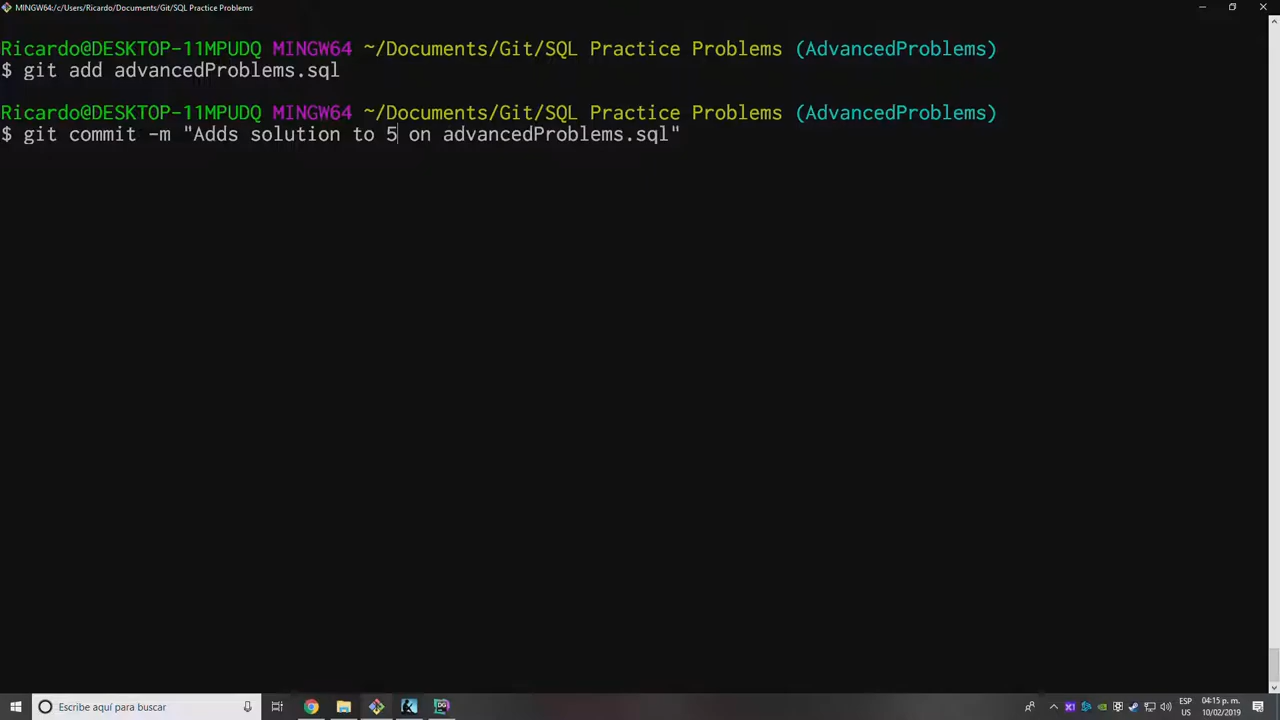 MINGW64:/c/Users/Ricardo/Documents/Git/SQL Practice Problems
Ricardo@DESKTOP-11MPUDQ MINGW64 ~/Documents/Git/SQL Practice Problems (AdvancedProblems)
$ git add advancedProblems.sql
Ricardo@DESKTOP-11MPUDQ MINGW64 ~/Documents/Git/SQL Practice Problems (AdvancedProblems)
$ git commit -m "Adds solution to 5 on advancedProblems.sql"
Escribe aquí para buscar
DG
ESP
US
04:15 p. m.
10/02/2019